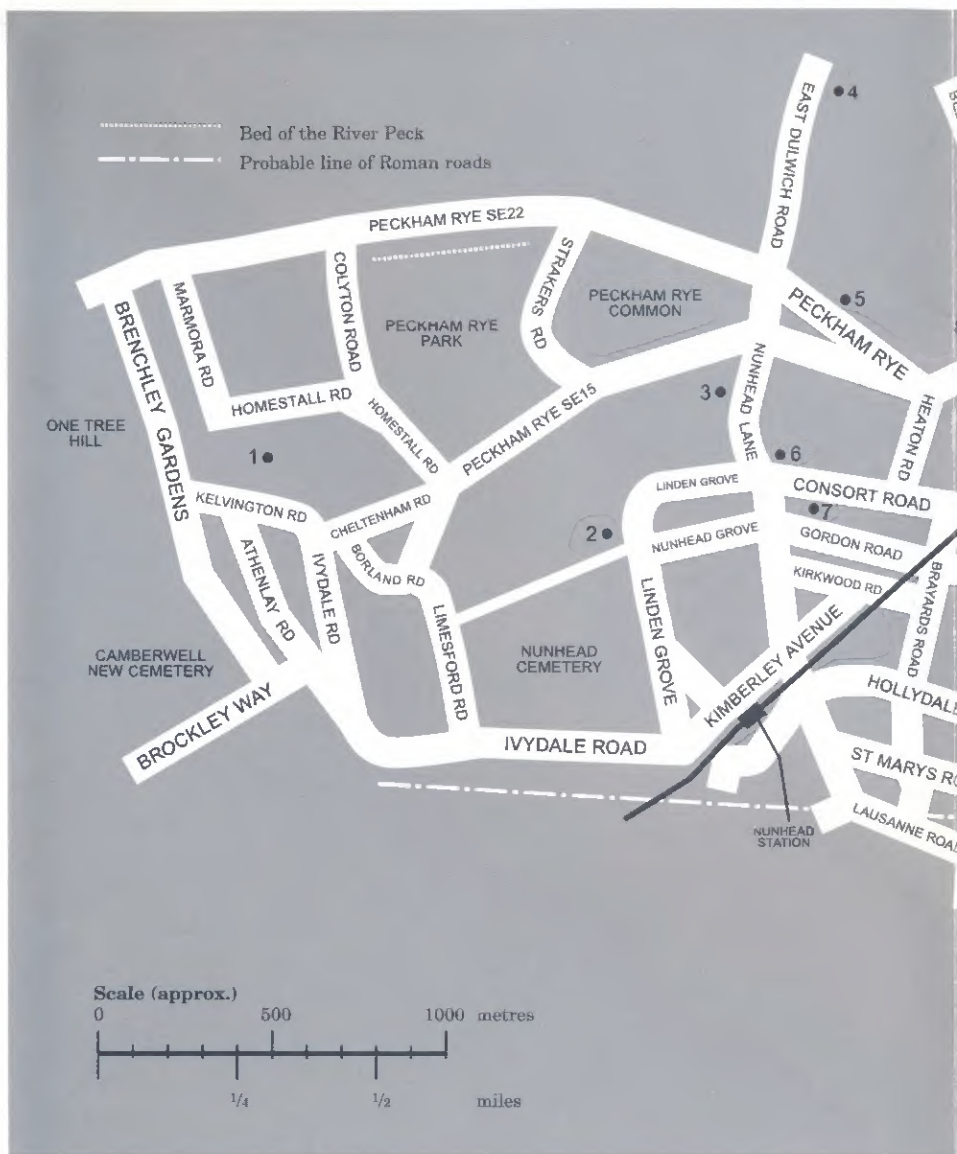 Bed of the River Peck
Probable line of Roman roads
4
EAST DULWICH ROAD
PECKHAM RYE SE22
STRAKERS RD
COLYTON ROAD
MARMORA RD
BRENCHLEY GARDENS
PECKHAM RYE
COMMON
5
PECKHAM RYE
PECKHAM RYE
PARK
3
NUNHEAD LANE
HEATON RD
HOMESTALL RD
HOMESTALL RD
PECKHAM RYE SE15
ONE TREE
HILL
1
6
LINDEN GROVE
CONSORT ROAD
KELVINGTON RD
CHELTENHAM RD
2
7
NUNHEAD GROVE
GORDON ROAD
ATHENLAY RD
IVYDALE RD
BORLAND RD
KIRKWOOD RD
BRAYARDS ROAD
LIMESFORD RD
LINDEN GROVE
KIMBERLEY AVENUE
NUNHEAD
CEMETERY
CAMBERWELL
NEW CEMETERY
HOLLYDALE
BROCKLEY WAY
IVYDALE ROAD
ST MARYS RO
LAUSANNE ROAD
NUNHEAD
STATION
Scale (approx.)
0 500 1000 metres
1/4 1/2 miles